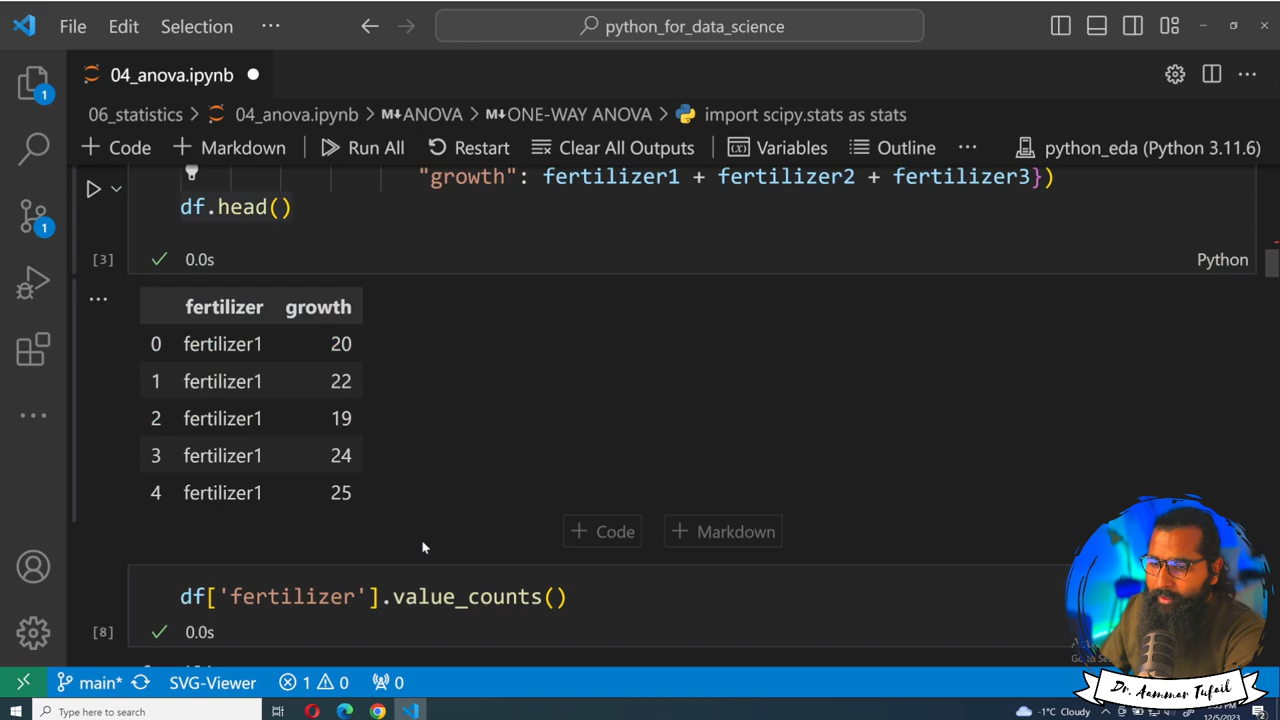 File Edit Selection ··· python_for_data_science
04_anova.ipynb
06_statistics > 04_anova.ipynb > M↓ANOVA > M↓ONE-WAY ANOVA > import scipy.stats as stats
+ Code + Markdown Run All Restart Clear All Outputs Variables Outline ··· python_eda (Python 3.11.6)
"growth": fertilizer1 + fertilizer2 + fertilizer3})
df.head()
[3] 0.0s Python
fertilizer growth
0 fertilizer1 20
1 fertilizer1 22
2 fertilizer1 19
3 fertilizer1 24
4 fertilizer1 25
+ Code + Markdown
df['fertilizer'].value_counts()
[8] 0.0s
1
1
main* SVG-Viewer 1 0 0
Type here to search
-1°C Cloudy
Dr. Aammar Tufail